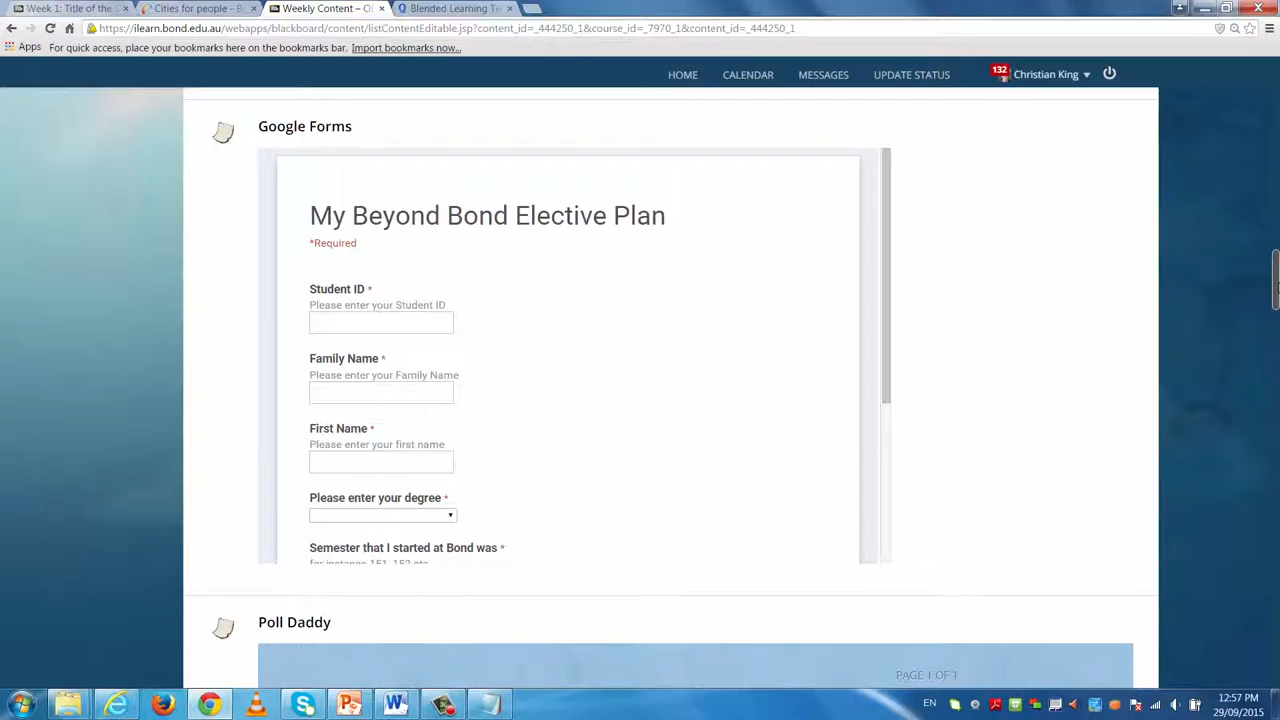 Week 1: Title of the
Cities for people - B
Weekly Content – O
Blended Learning Te
https://ilearn.bond.edu.au/webapps/blackboard/content/listContentEditable.jsp?content_id=_444250_1&course_id=_7970_1&content_id=_444250_1
Apps For quick access, place your bookmarks here on the bookmarks bar. Import bookmarks now...
HOME CALENDAR MESSAGES UPDATE STATUS 132 Christian King
Google Forms
My Beyond Bond Elective Plan
*Required
Student ID *
Please enter your Student ID
Family Name *
Please enter your Family Name
First Name *
Please enter your first name
Please enter your degree *
Semester that I started at Bond was *
for instance 151, 152 etc
Poll Daddy
PAGE 1 OF 1
EN
12:57 PM
29/09/2015